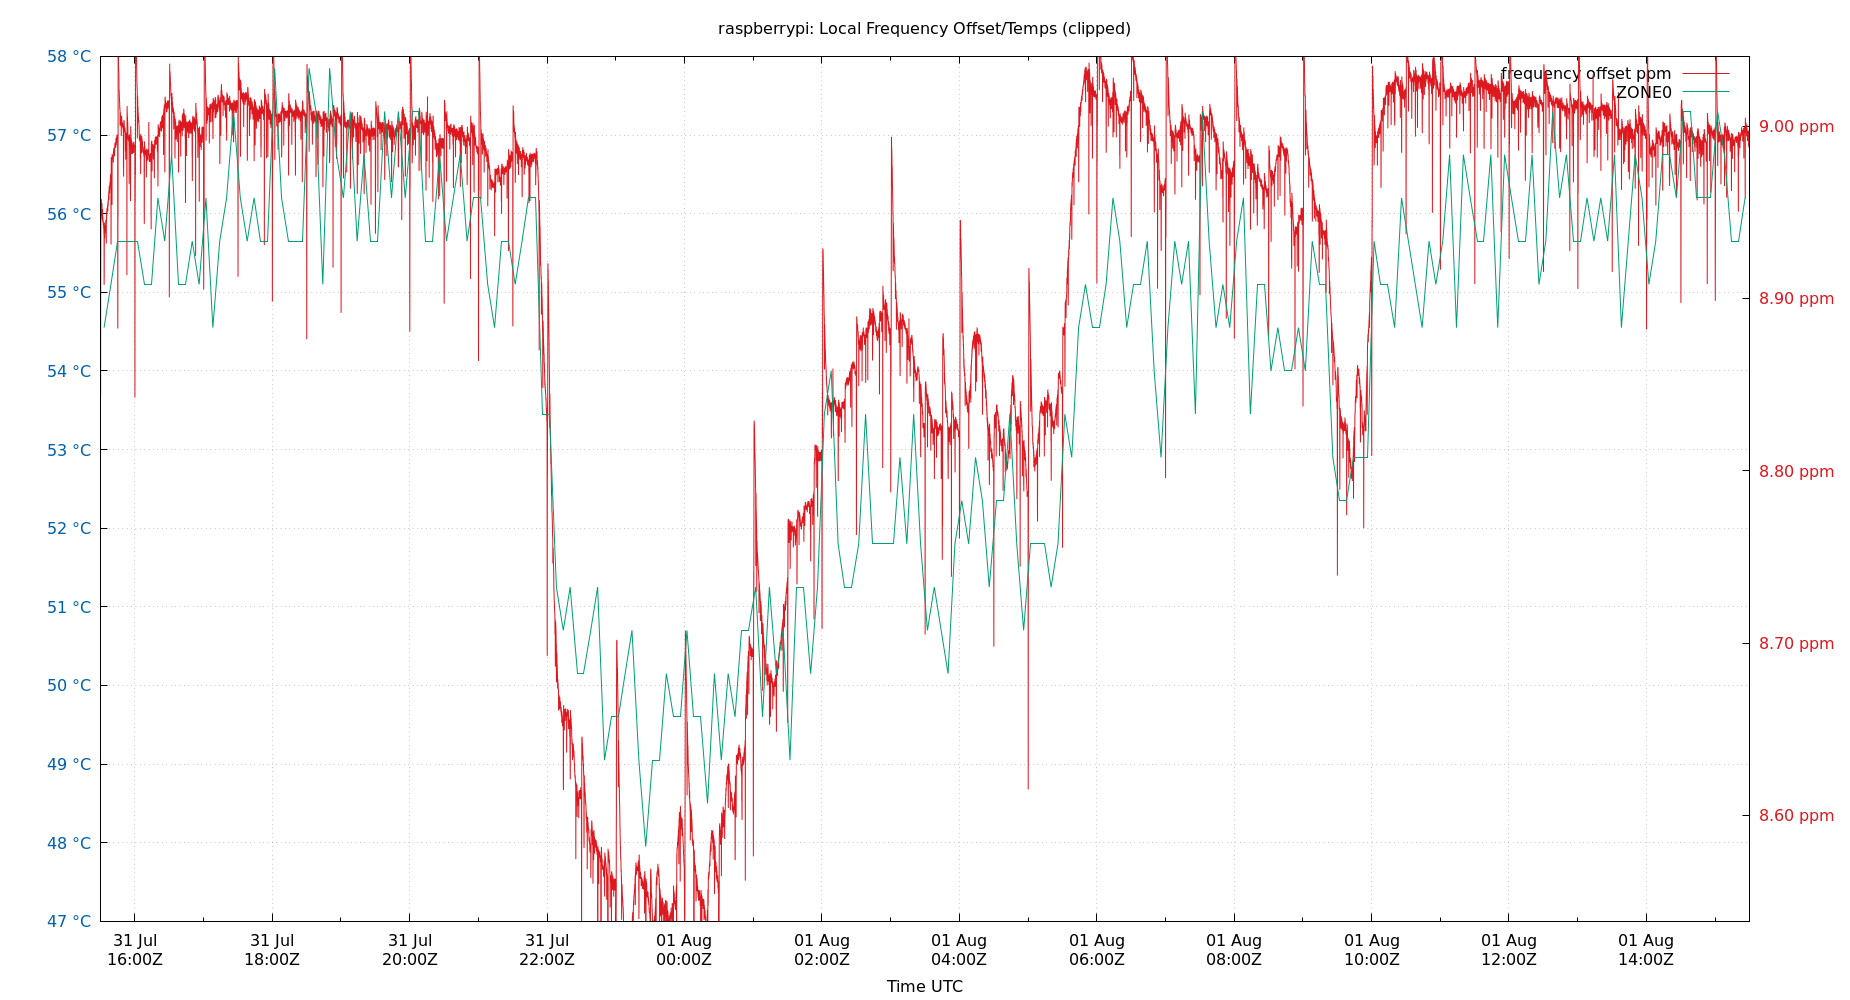 raspberrypi: Local Frequency Offset/Temps (clipped)
58 °C
57 °C
56 °C
55 °C
54 °C
53 °C
52 °C
51 °C
50 °C
49 °C
48 °C
47 °C
frequency offset ppm
ZONE0
9.00 ppm
8.90 ppm
8.80 ppm
8.70 ppm
8.60 ppm
31 Jul
16:00Z
31 Jul
18:00Z
31 Jul
20:00Z
31 Jul
22:00Z
01 Aug
00:00Z
01 Aug
02:00Z
01 Aug
04:00Z
01 Aug
06:00Z
01 Aug
08:00Z
01 Aug
10:00Z
01 Aug
12:00Z
01 Aug
14:00Z
Time UTC